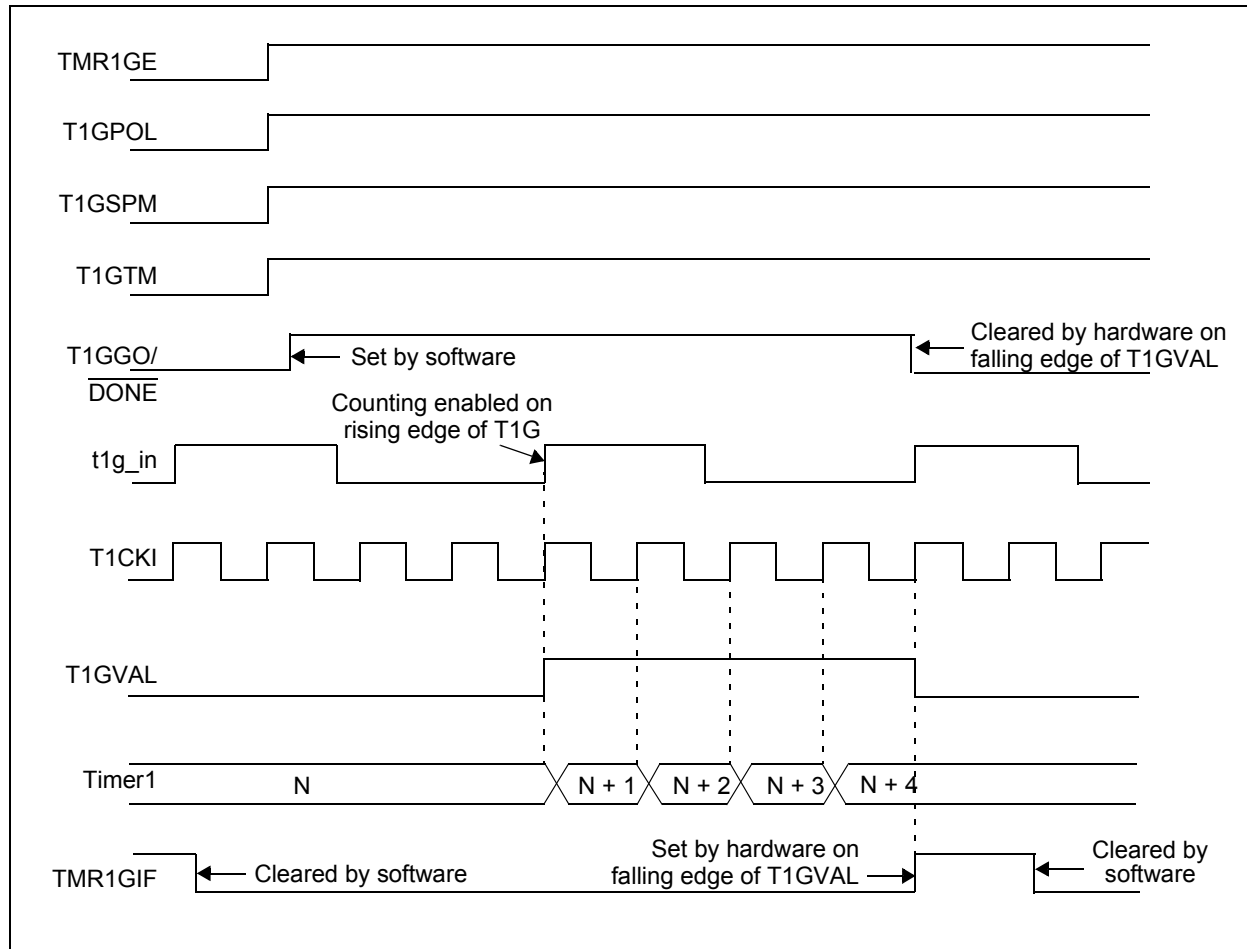 TMR1GE
T1GPOL
T1GSPM
T1GTM
T1GGO/
DONE
Set by software
Cleared by hardware on
falling edge of T1GVAL
Counting enabled on
rising edge of T1G
t1g_in
T1CKI
T1GVAL
Timer1
N
N + 1
N + 2
N + 3
N + 4
TMR1GIF
Cleared by software
Set by hardware on
falling edge of T1GVAL
Cleared by
software